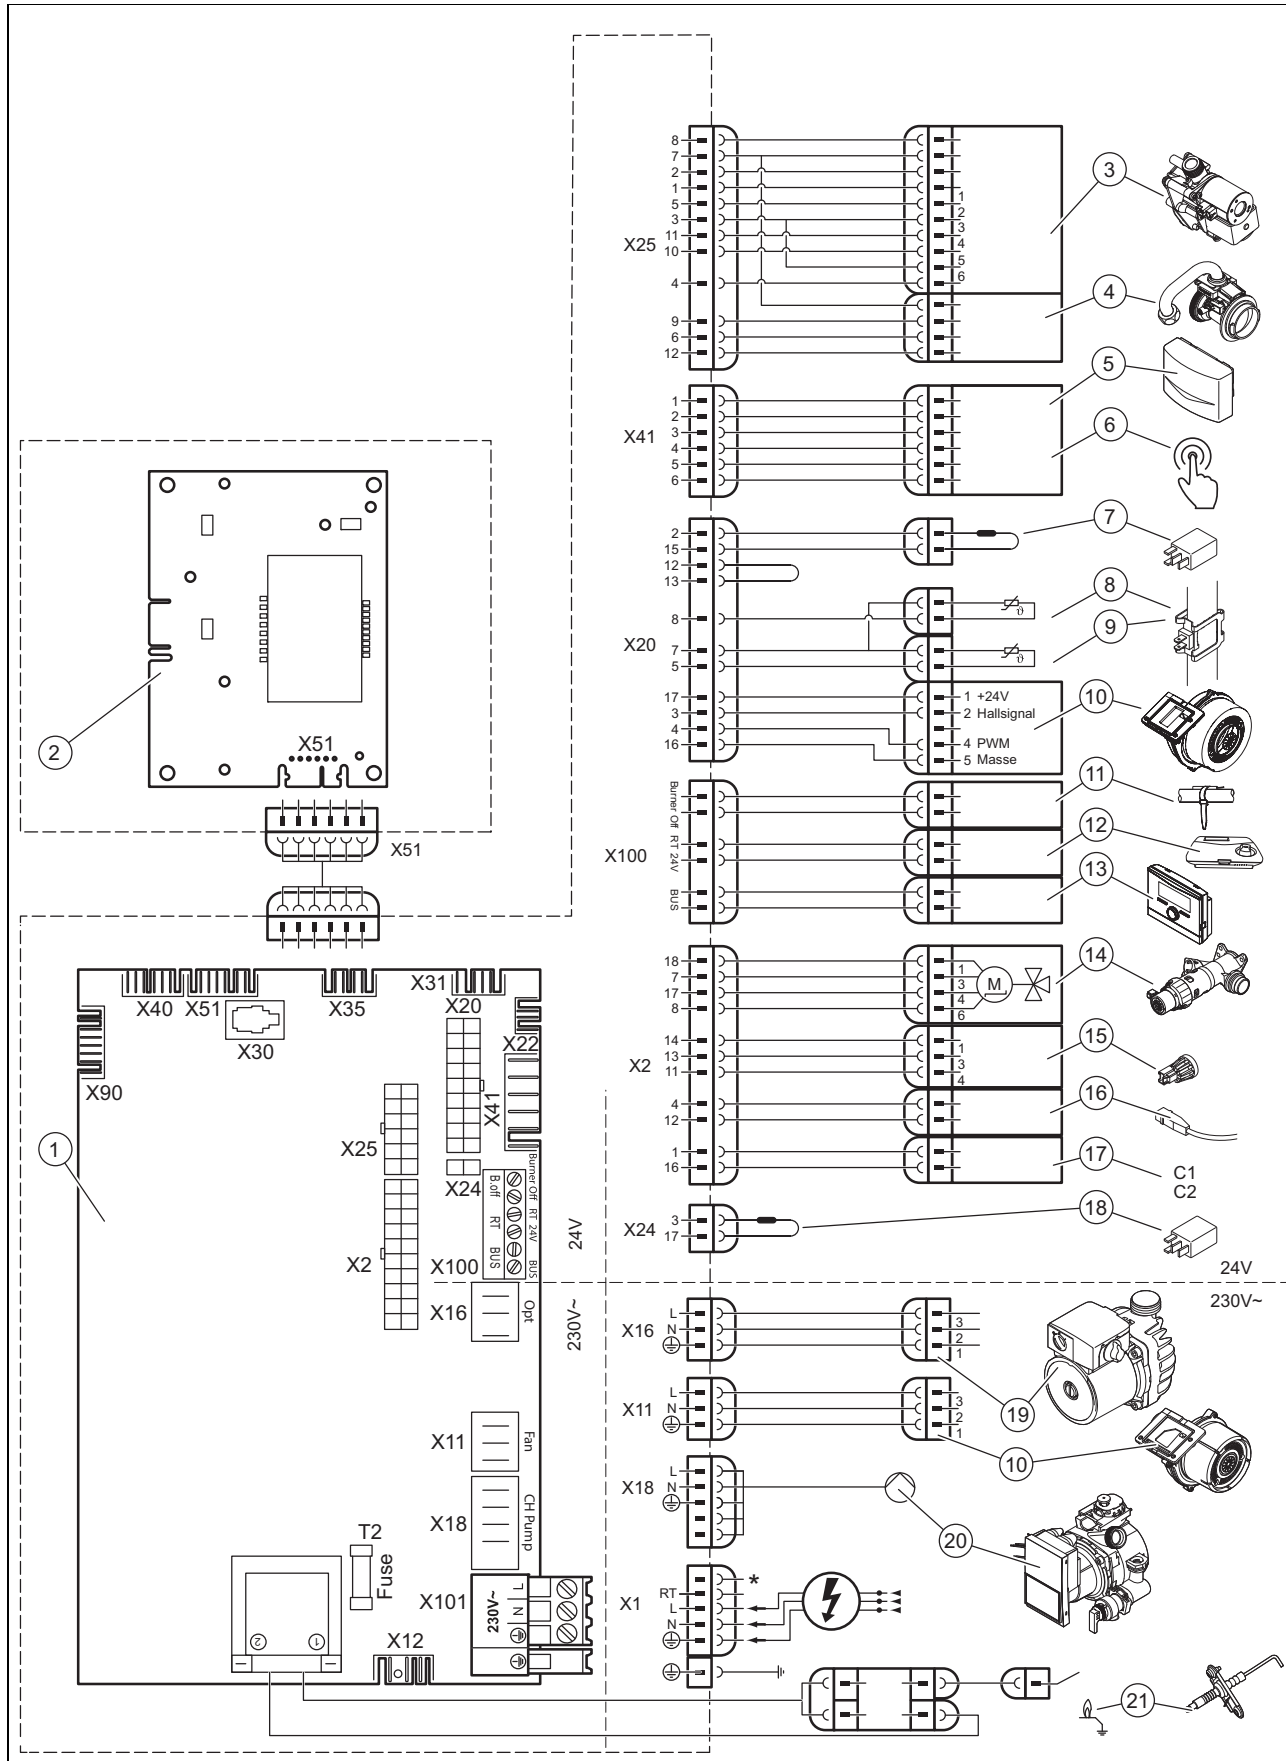 8
7
2
1
5
3
11
10
4
9
6
12
X25
1
2
3
4
5
6
3
4
X41
1
2
3
4
5
6
5
6
X20
2
15
12
13
8
7
5
17
3
4
16
ϑ
ϑ
1 +24V
2 Hallsignal
4 PWM
5 Masse
7
8
9
10
2
X51
X51
X100
Burner Off
RT 24V
BUS
11
12
13
X2
18
7
17
8
14
13
11
4
12
1
16
1
3
4
6
M
1
3
4
14
15
16
17
C1
C2
X24
3
17
18
24V
230V~
X40
X51
X30
X35
X31
X20
X22
X90
X41
X25
X24
X2
X100
B.off
RT
BUS
Burner Off
RT 24V
BUS
24V
230V~
X16
Opt
X11
Fan
X18
CH Pump
T2
Fuse
X101
230V~
L
N
X12
2
1
1
X16
L
N
3
2
1
19
X11
L
N
3
2
1
10
X18
L
N
20
X1
RT
L
N
*
21